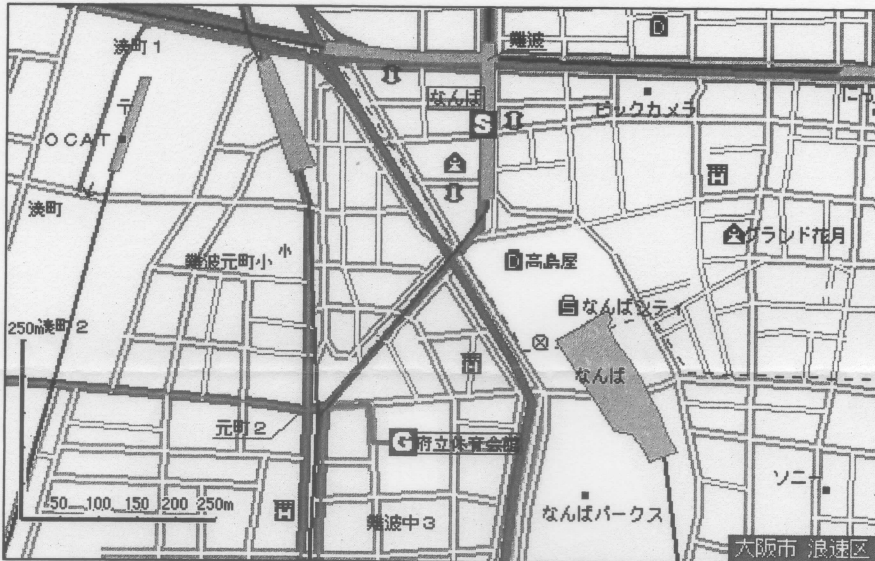 湊町1
難波
D
なんば
ビックカメラ
S
〒
OCAT
湊町
グランド花月
難波元町小
小
D高島屋
Sなんばシティ
250m
湊町2
なんば
元町2
G
府立体育会館
ソニー
50 100 150 200 250m
難波中3
なんばパークス
大阪市 浪速区